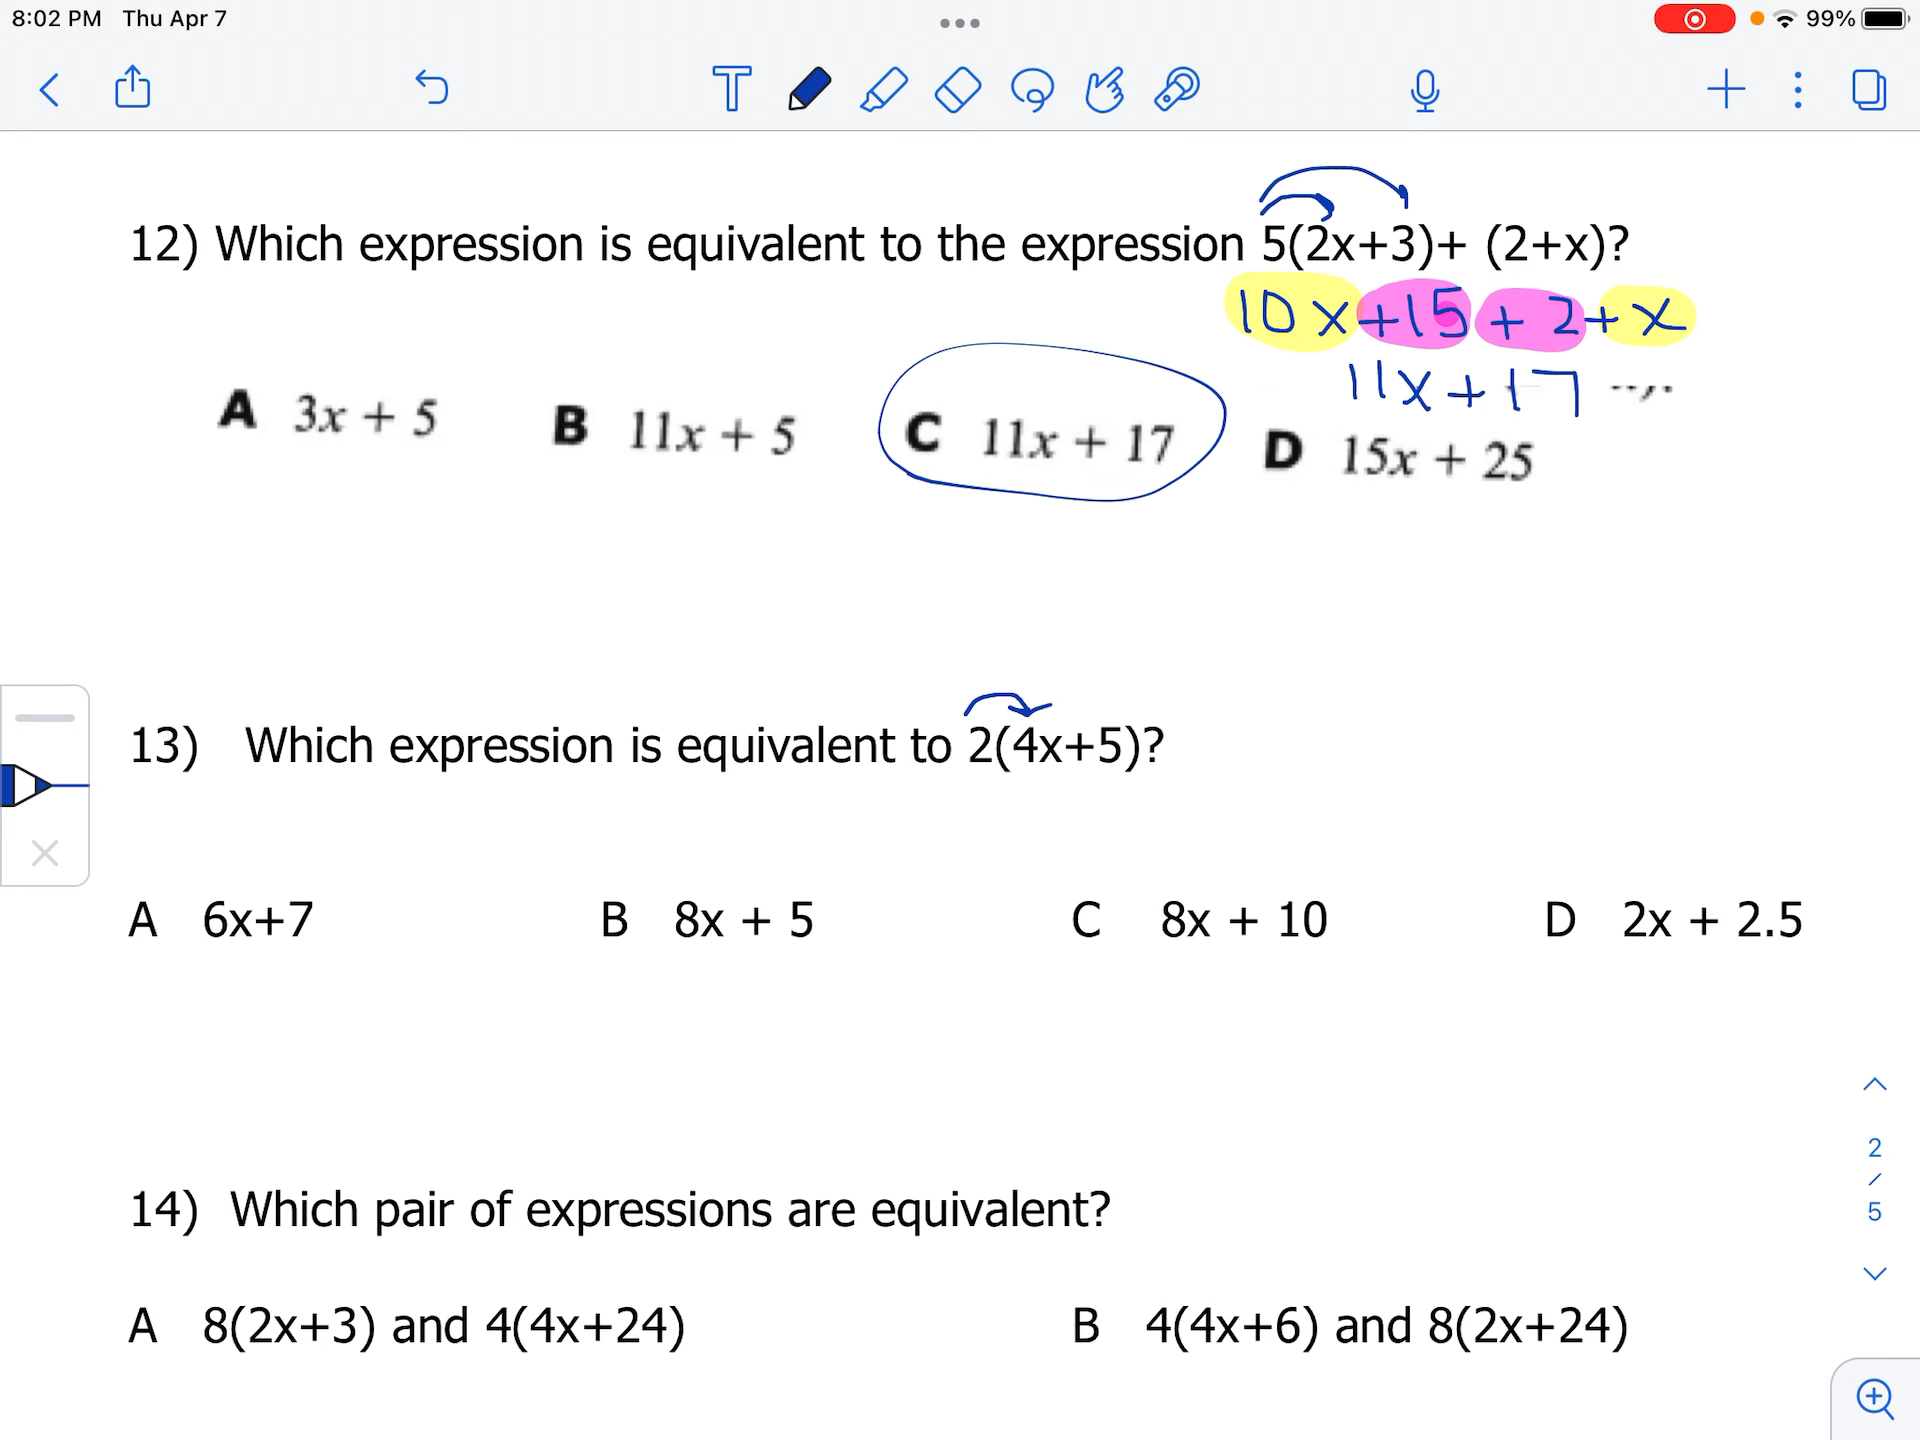 8:02 PM Thu Apr 7
99%
12) Which expression is equivalent to the expression 5(2x+3)+ (2+x)?
10x+15+2+x
11x+17
A 3x + 5 B 11x + 5 C 11x + 17 D 15x + 25
13) Which expression is equivalent to 2(4x+5)?
A 6x+7 B 8x + 5 C 8x + 10 D 2x + 2.5
2
/
5
14) Which pair of expressions are equivalent?
A 8(2x+3) and 4(4x+24) B 4(4x+6) and 8(2x+24)